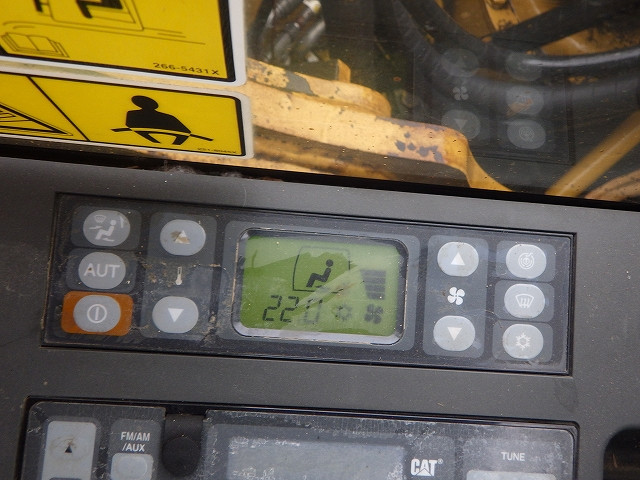 266-5431X
AUT
22.0
FM/AM
/AUX
CAT
TUNE